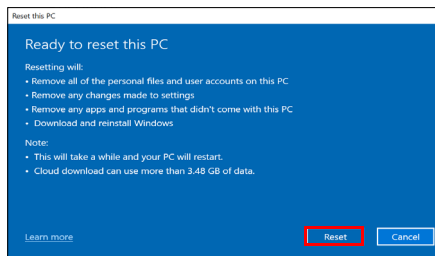 Reset this PC
Ready to reset this PC
Resetting will:
• Remove all of the personal files and user accounts on this PC
• Remove any changes made to settings
• Remove any apps and programs that didn't come with this PC
• Download and reinstall Windows
Note:
• This will take a while and your PC will restart.
• Cloud download can use more than 3.48 GB of data.
Learn more
Reset
Cancel